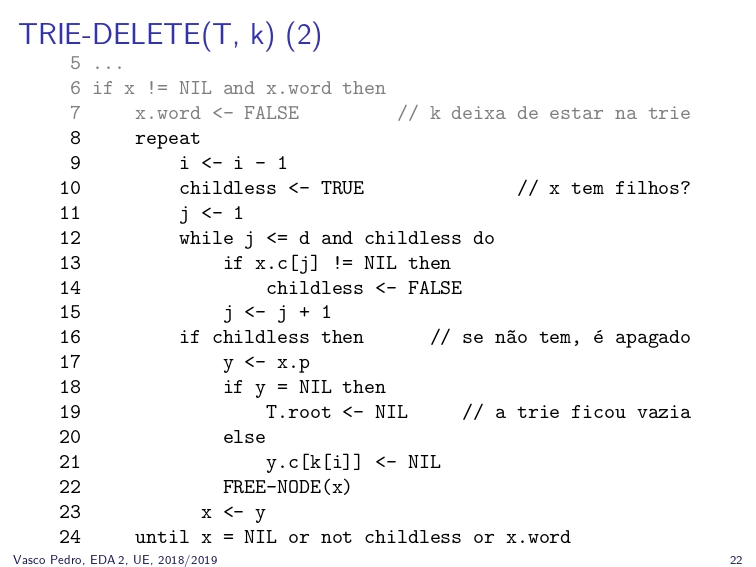 TRIE-DELETE(T, k) (2)
5 ...
6 if x != NIL and x.word then
7     x.word <- FALSE         // k deixa de estar na trie
8     repeat
9         i <- i - 1
10         childless <- TRUE              // x tem filhos?
11         j <- 1
12         while j <= d and childless do
13             if x.c[j] != NIL then
14                 childless <- FALSE
15             j <- j + 1
16         if childless then      // se não tem, é apagado
17             y <- x.p
18             if y = NIL then
19                 T.root <- NIL     // a trie ficou vazia
20             else
21                 y.c[k[i]] <- NIL
22             FREE-NODE(x)
23           x <- y
24     until x = NIL or not childless or x.word
Vasco Pedro, EDA 2, UE, 2018/2019 22